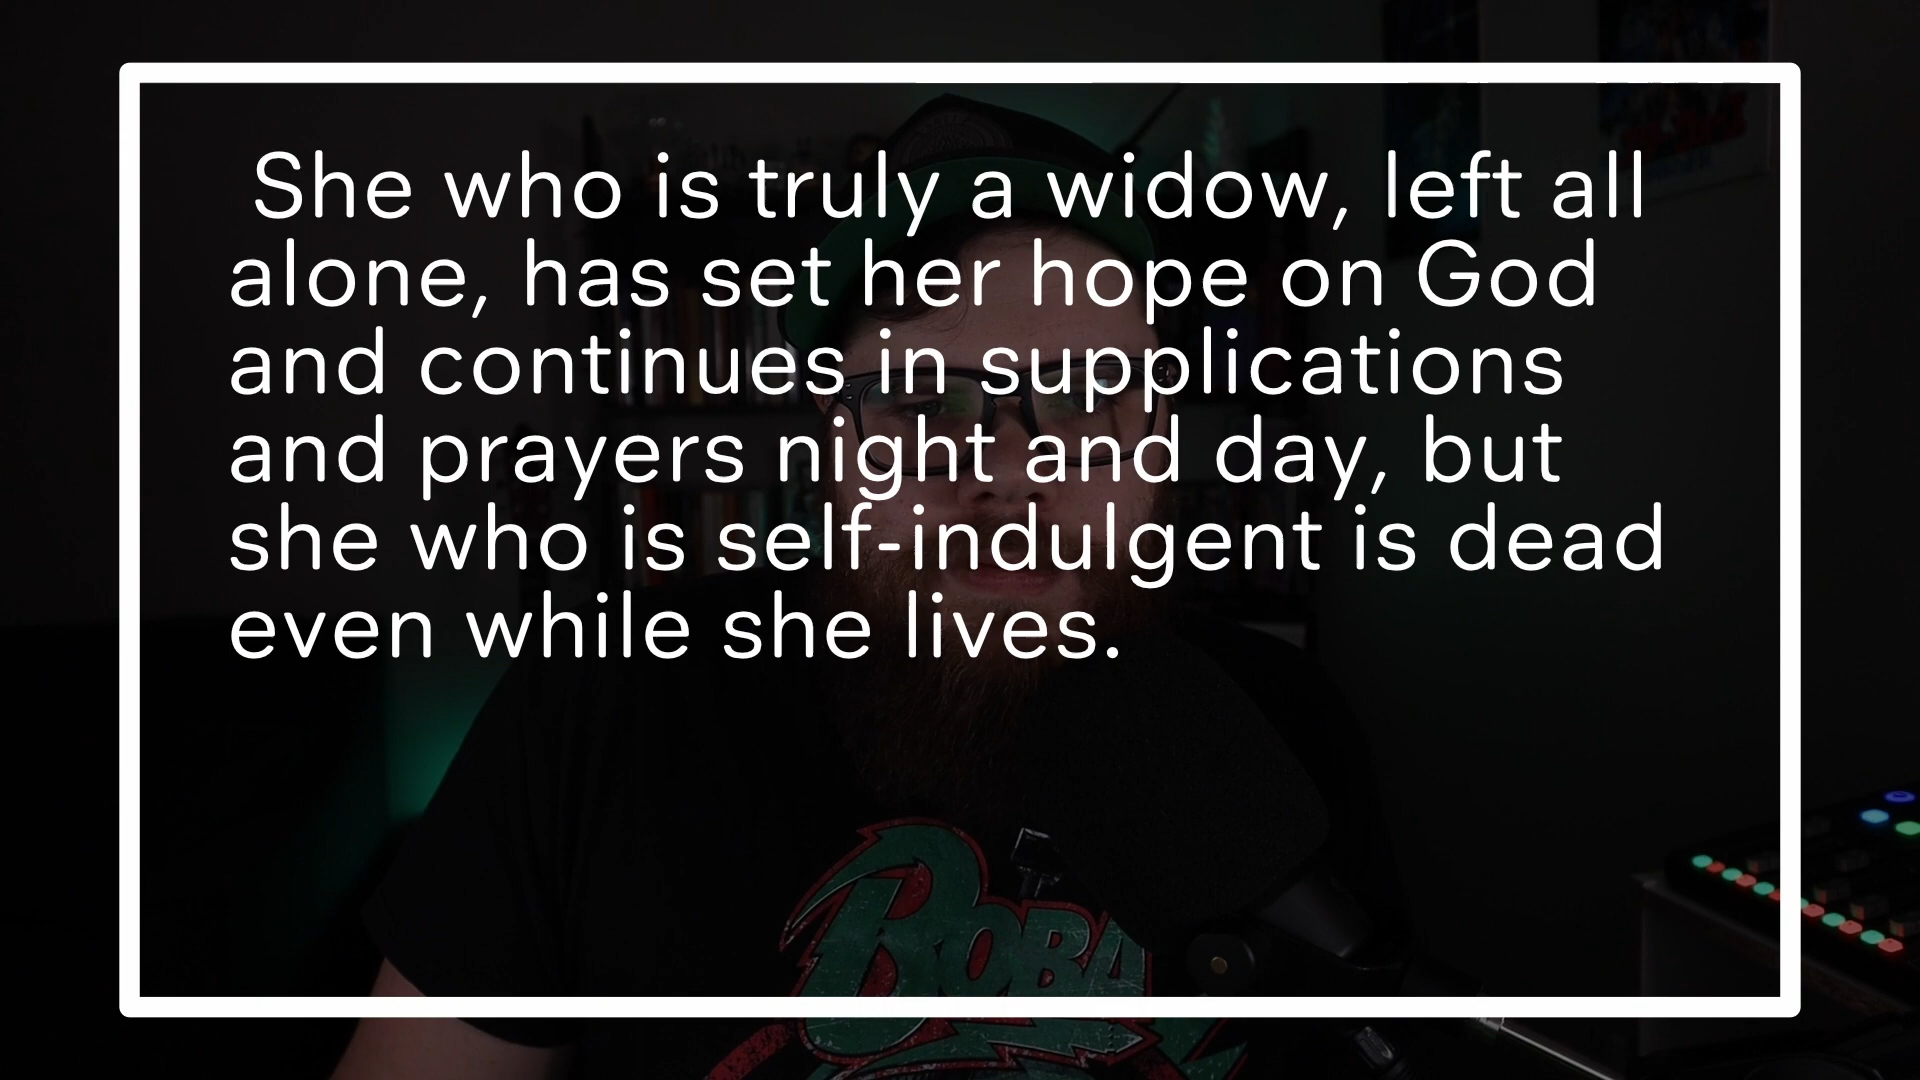 She who is truly a widow, left all
alone, has set her hope on God
and continues in supplications
and prayers night and day, but
she who is self-indulgent is dead
even while she lives.
BOBA